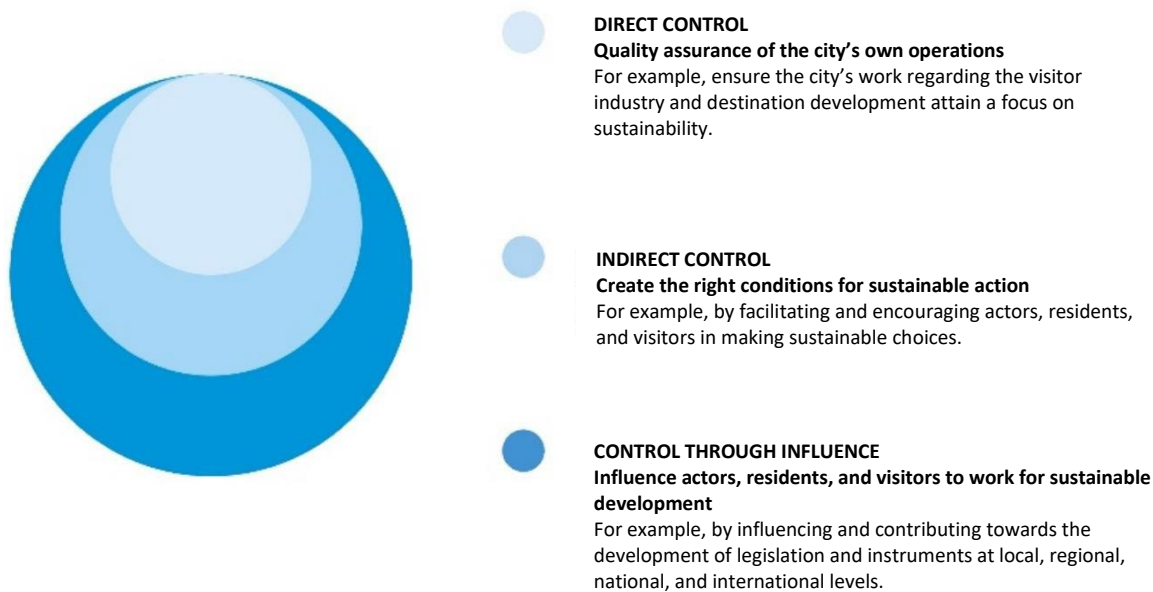 DIRECT CONTROL
Quality assurance of the city’s own operations
For example, ensure the city’s work regarding the visitor
industry and destination development attain a focus on
sustainability.
INDIRECT CONTROL
Create the right conditions for sustainable action
For example, by facilitating and encouraging actors, residents,
and visitors in making sustainable choices.
CONTROL THROUGH INFLUENCE
Influence actors, residents, and visitors to work for sustainable
development
For example, by influencing and contributing towards the
development of legislation and instruments at local, regional,
national, and international levels.